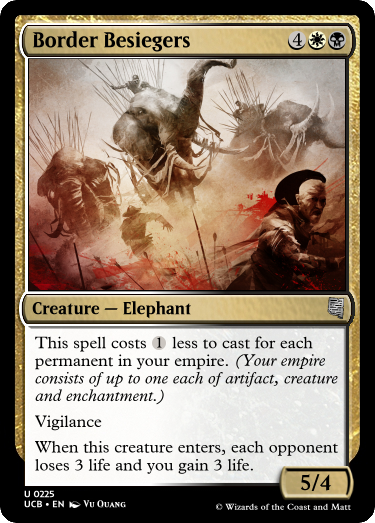 Border Besiegers 4
Creature — Elephant
This spell costs 1 less to cast for each
permanent in your empire. (Your empire
consists of up to one each of artifact, creature
and enchantment.)
Vigilance
When this creature enters, each opponent
loses 3 life and you gain 3 life.
5/4
U 0225
UCB • EN Vu Quang
© Wizards of the Coast and Matt